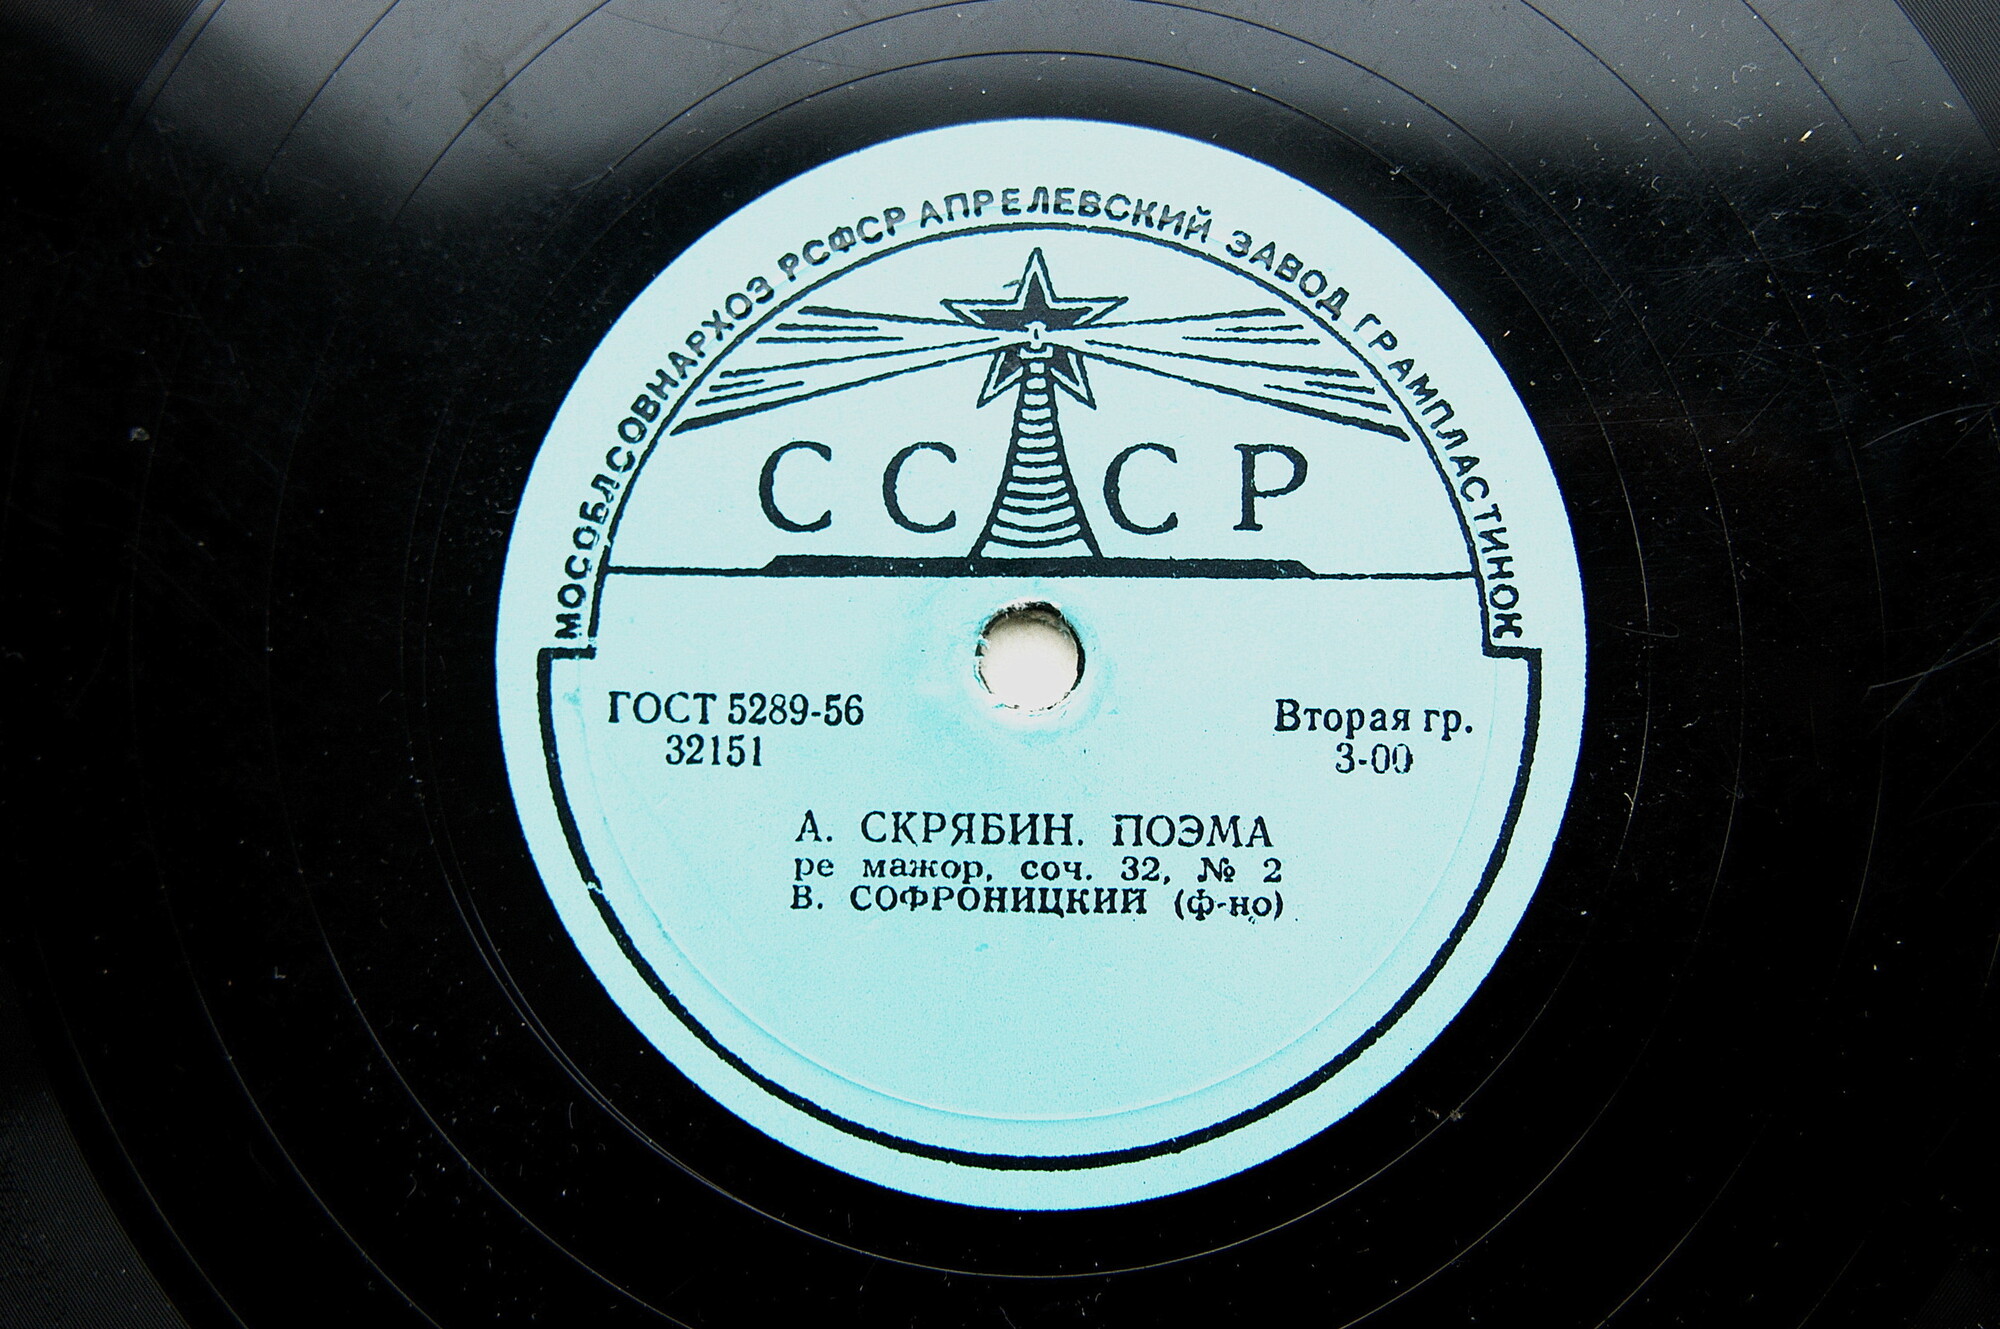 МОСОБЛСОВНАРХОЗ РСФСР АПРЕЛЕВСКИЙ ЗАВОД ГРАМПЛАСТИНОК
СССР
ГОСТ 5289-56
32151
Вторая гр.
3-00
А. СКРЯБИН. ПОЭМА
ре мажор, соч. 32, № 2
В. СОФРОНИЦКИЙ (ф-но)